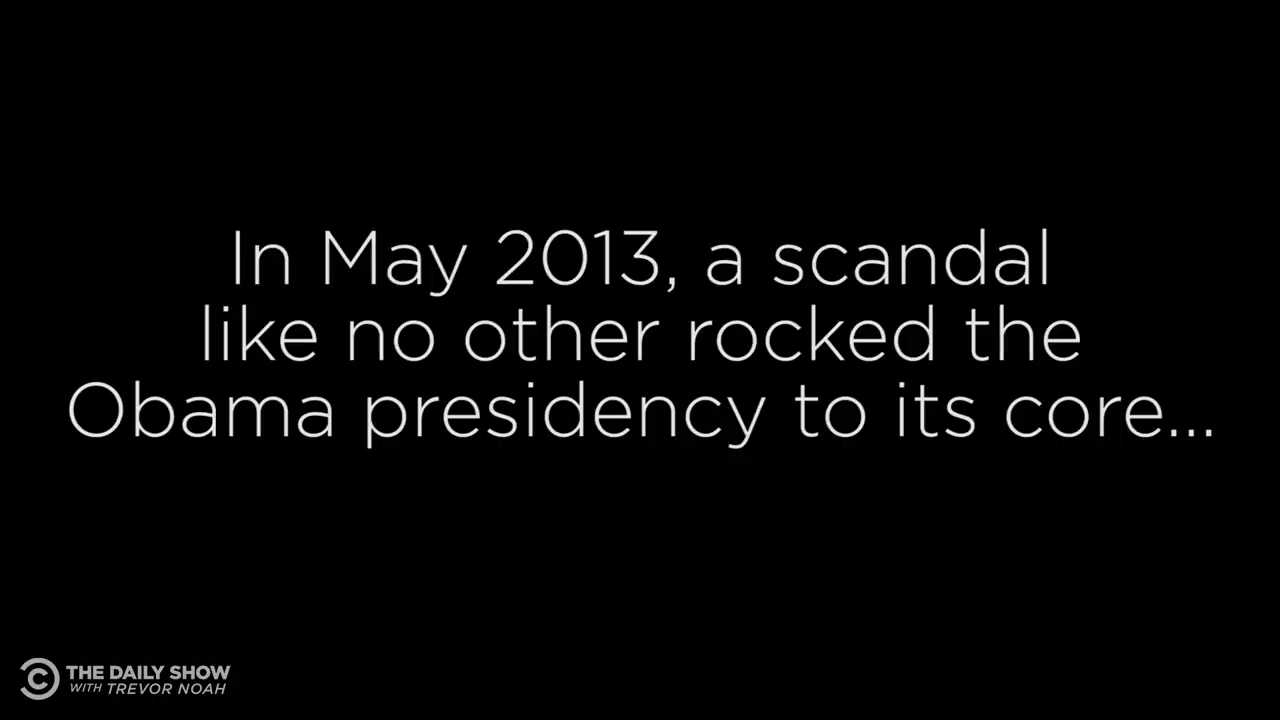 In May 2013, a scandal
like no other rocked the
Obama presidency to its core...
THE DAILY SHOW
WITH TREVOR NOAH